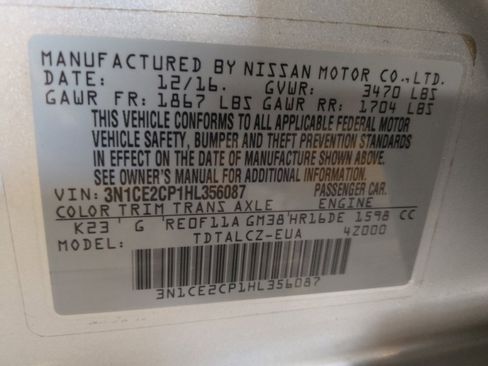 MANUFACTURED BY NISSAN MOTOR CO., LTD.
DATE: 12/16. GVWR: 3470 LBS
GAWR FR: 1867 LBS GAWR RR: 1704 LBS
THIS VEHICLE CONFORMS TO ALL APPLICABLE FEDERAL MOTOR
VEHICLE SAFETY, BUMPER AND THEFT PREVENTION STANDARDS
IN EFFECT ON THE DATE OF MANUFACTURE SHOWN ABOVE.
SEE OWNER'S MANUAL FOR ADDITIONAL INFORMATION.
VIN: 3N1CE2CP1HL356087 PASSENGER CAR.
COLOR TRIM TRANS AXLE ENGINE
K23 G RE0F11A GM38 HR16DE 1598 CC
MODEL: TDTALCZ-EUA 4Z000
3N1CE2CP1HL356087